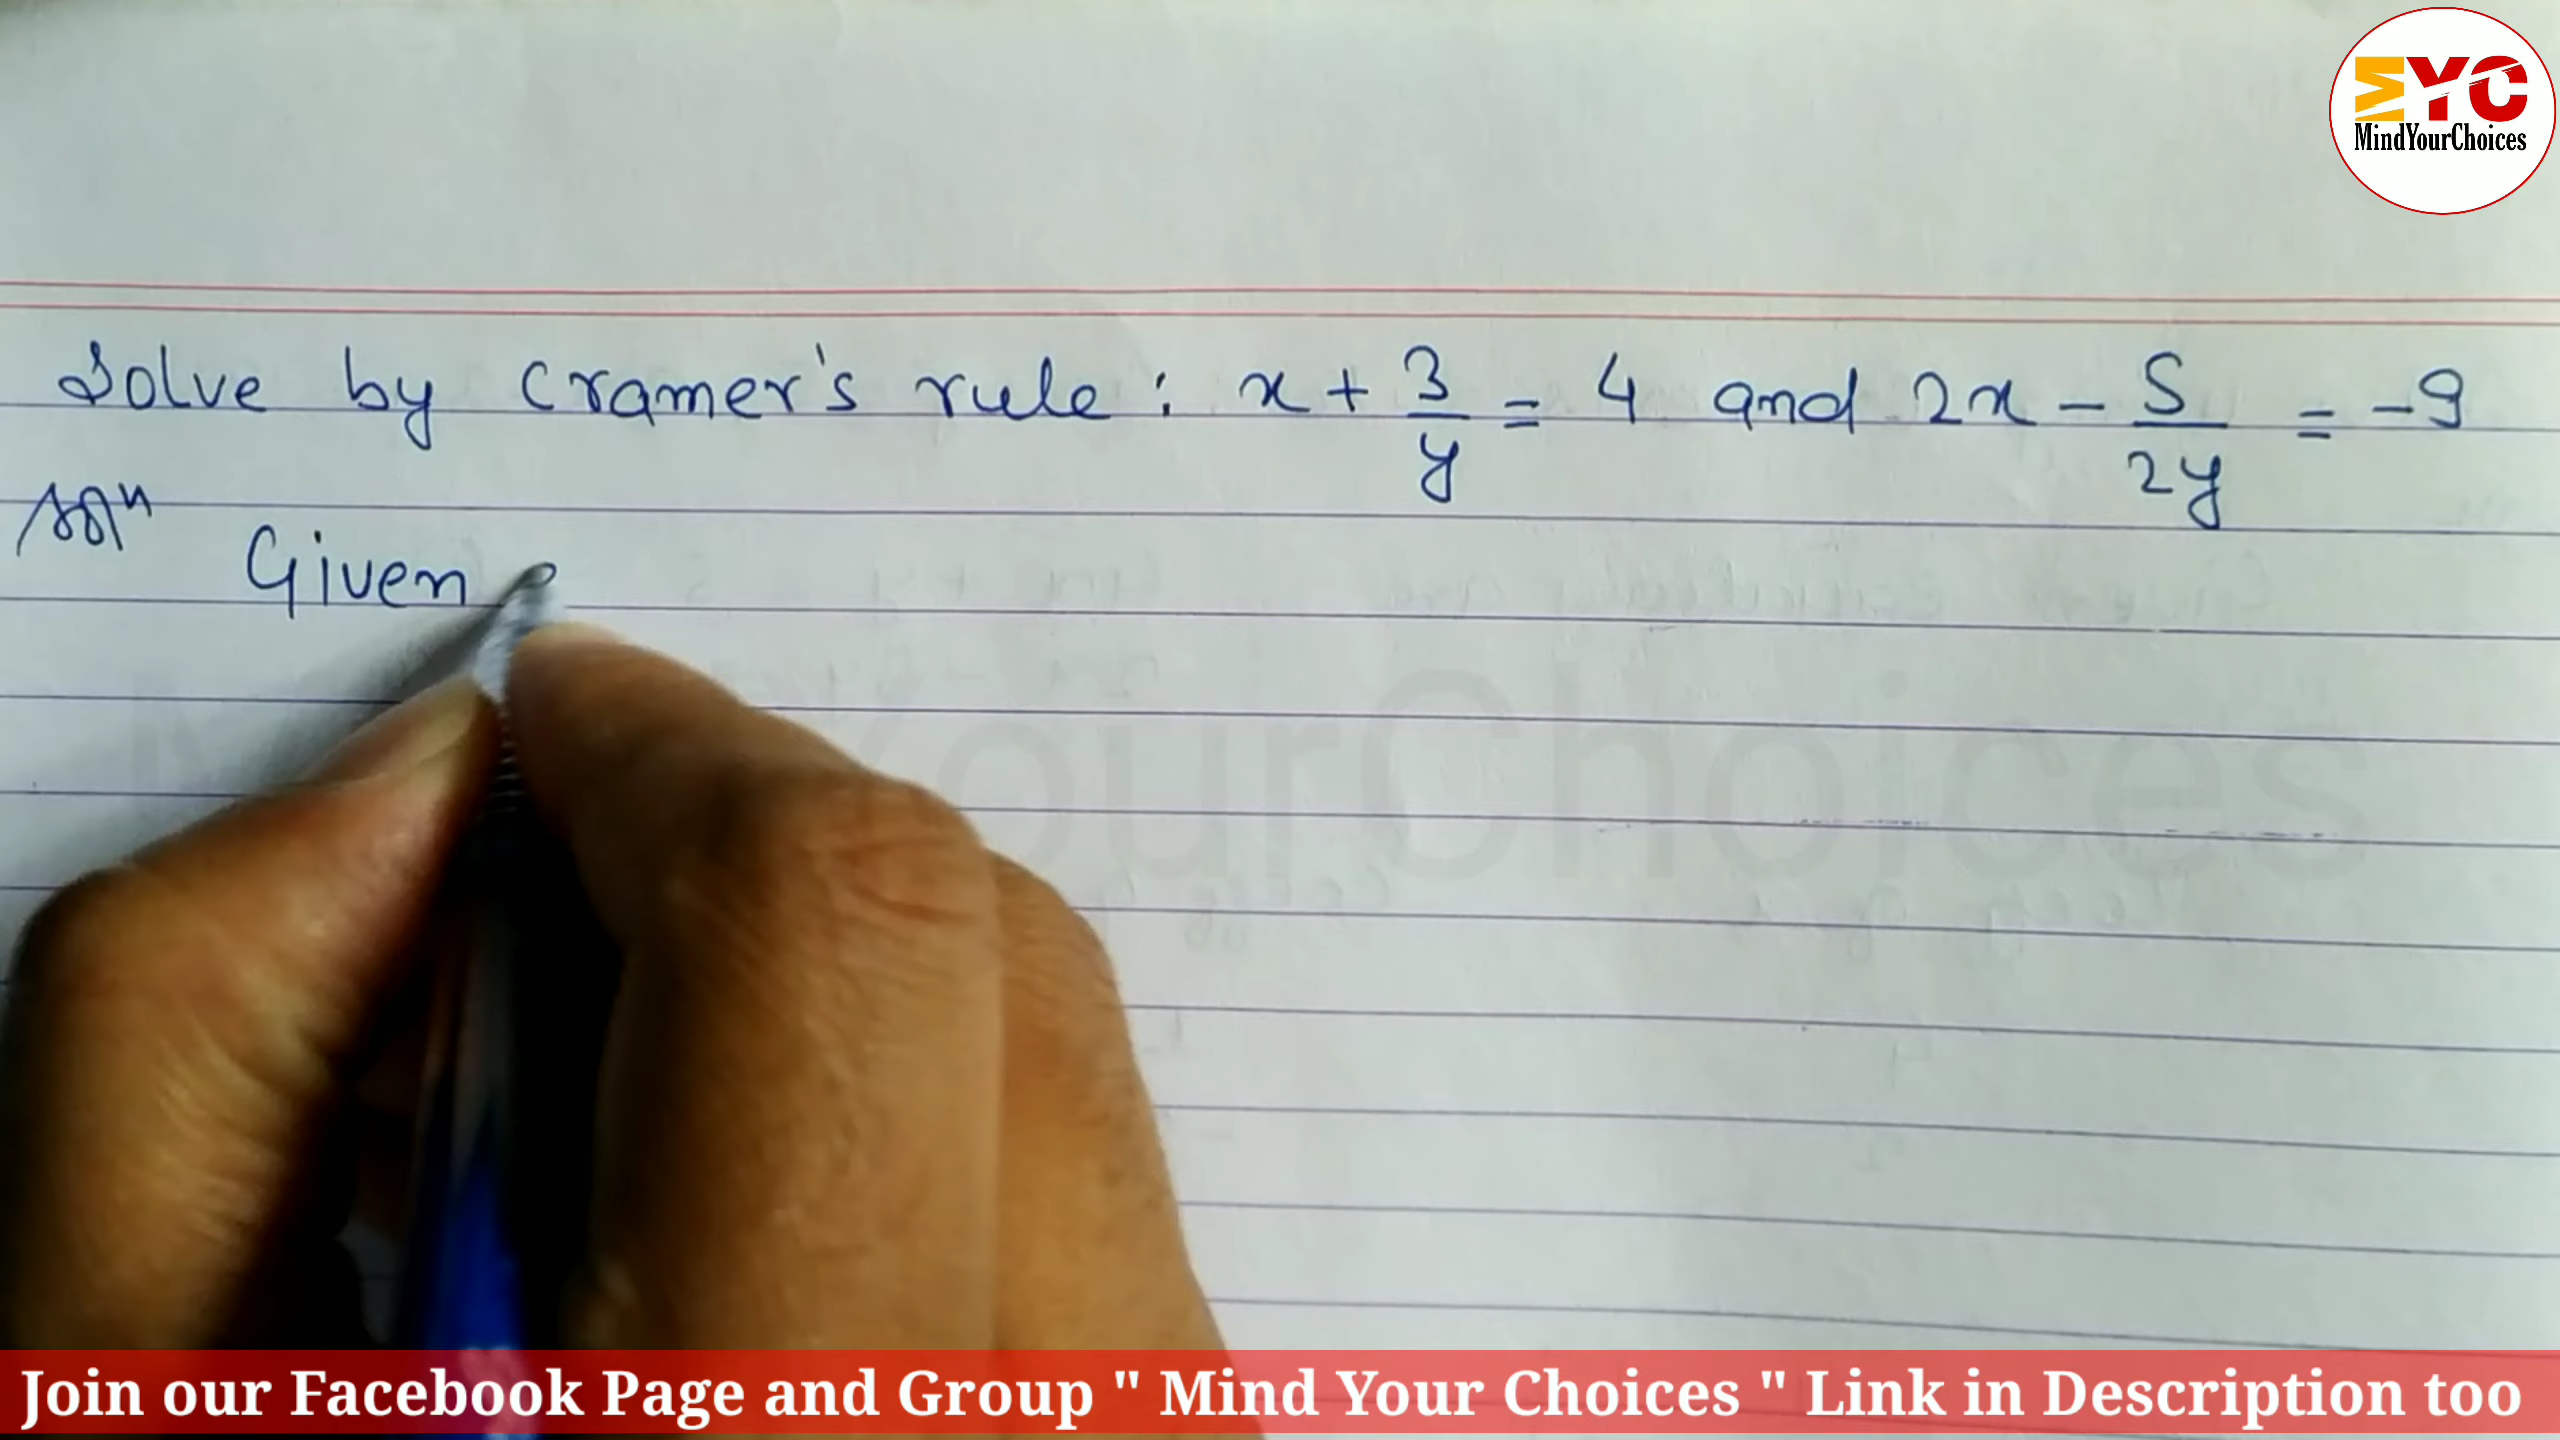 MYC
MindYourChoices
Solve by Cramer's rule : x + 3/y = 4 and 2x - 5/2y = -9
Solⁿ
Given
YourChoices
Join our Facebook Page and Group " Mind Your Choices " Link in Description too